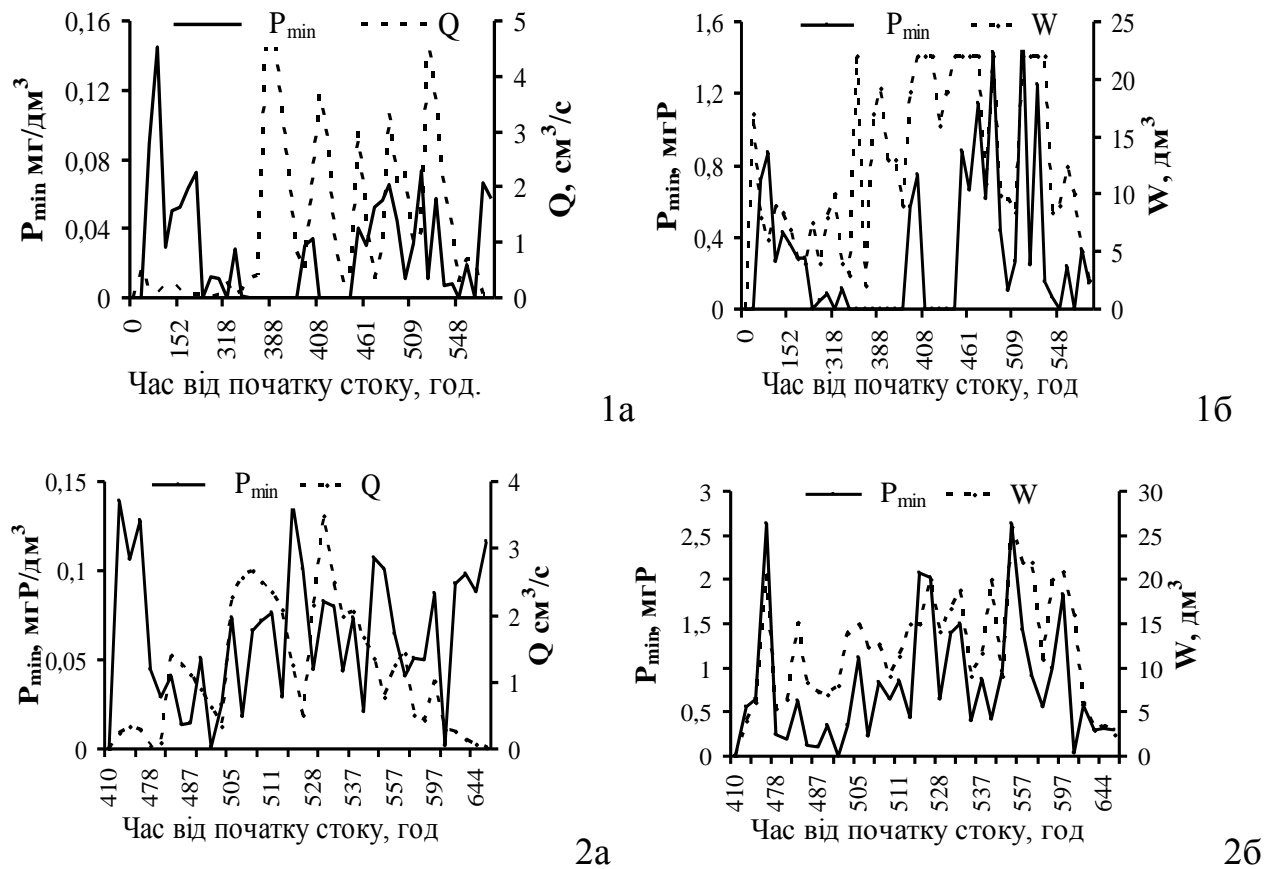 P_min Q
0,16
0,12
0,08
0,04
0
P_min мг/дм³
5
4
3
2
1
0
Q, см³/с
0 152 318 388 408 461 509 548
Час від початку стоку, год.
1а
P_min W
1,6
1,2
0,8
0,4
0
P_min, мгР
25
20
15
10
5
0
W, дм³
0 152 318 388 408 461 509 548
Час від початку стоку, год
1б
P_min Q
0,15
0,1
0,05
0
P_min, мгР/дм³
4
3
2
1
0
Q см³/с
410 478 487 505 511 528 537 557 597 644
Час від початку стоку, год
2а
P_min W
3
2,5
2
1,5
1
0,5
0
P_min, мгР
30
25
20
15
10
5
0
W, дм³
410 478 487 505 511 528 537 557 597 644
Час від початку стоку, год
2б